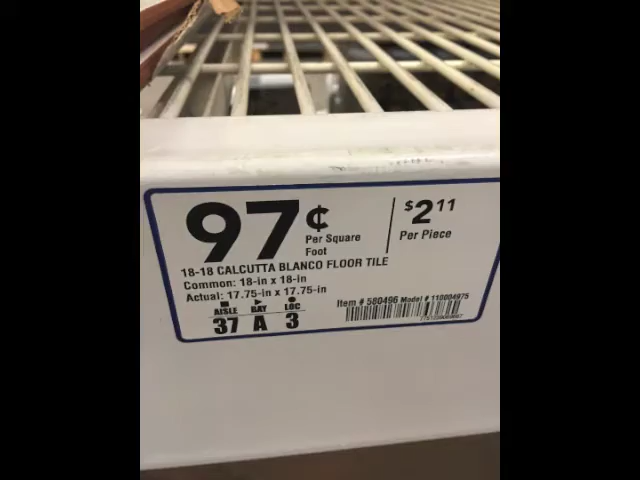 97¢ Per Square Foot
$2.11 Per Piece
18-18 CALCUTTA BLANCO FLOOR TILE
Common: 18-in x 18-in
Actual: 17.75-in x 17.75-in
AISLE BAY LOC
37 A 3
Item # 580496 Model # 110004975